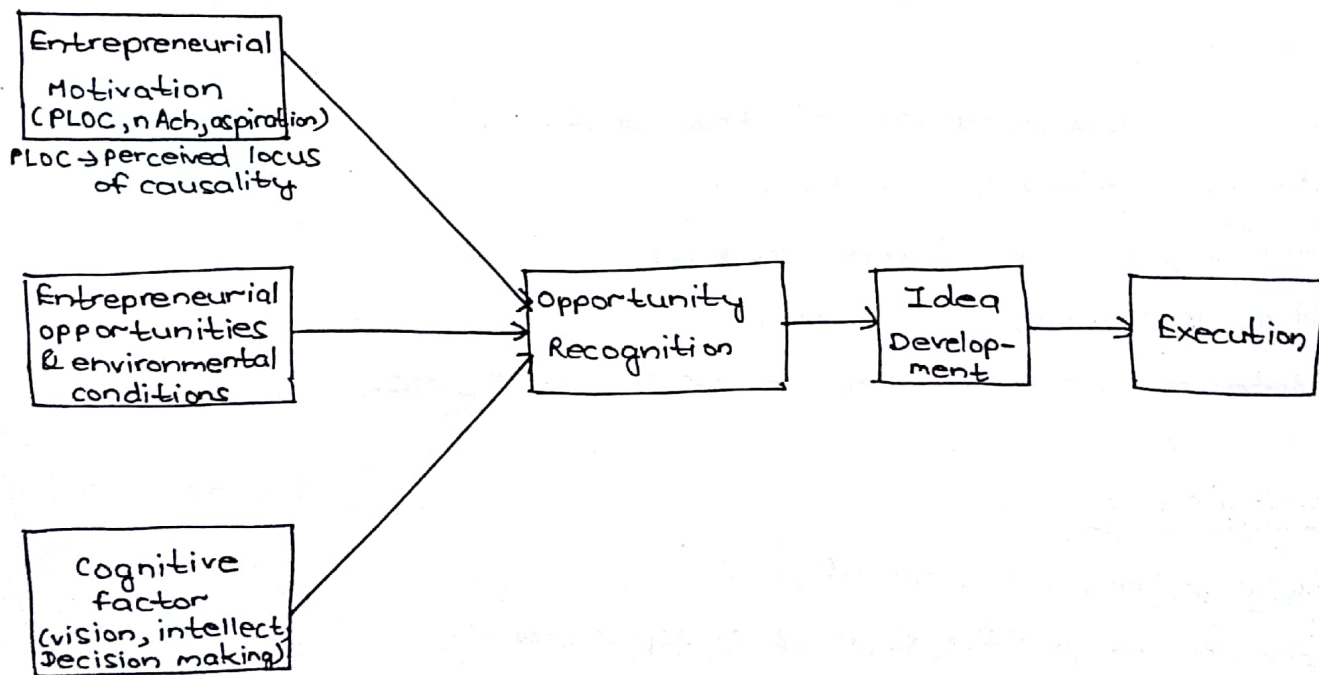 Entrepreneurial
Motivation
(PLOC, nAch, aspiration)
PLOC → perceived locus
of causality
Entrepreneurial
opportunities
& environmental
conditions
Opportunity
Recognition
Idea
Develop-
ment
Execution
Cognitive
factor
(vision, intellect,
Decision making)